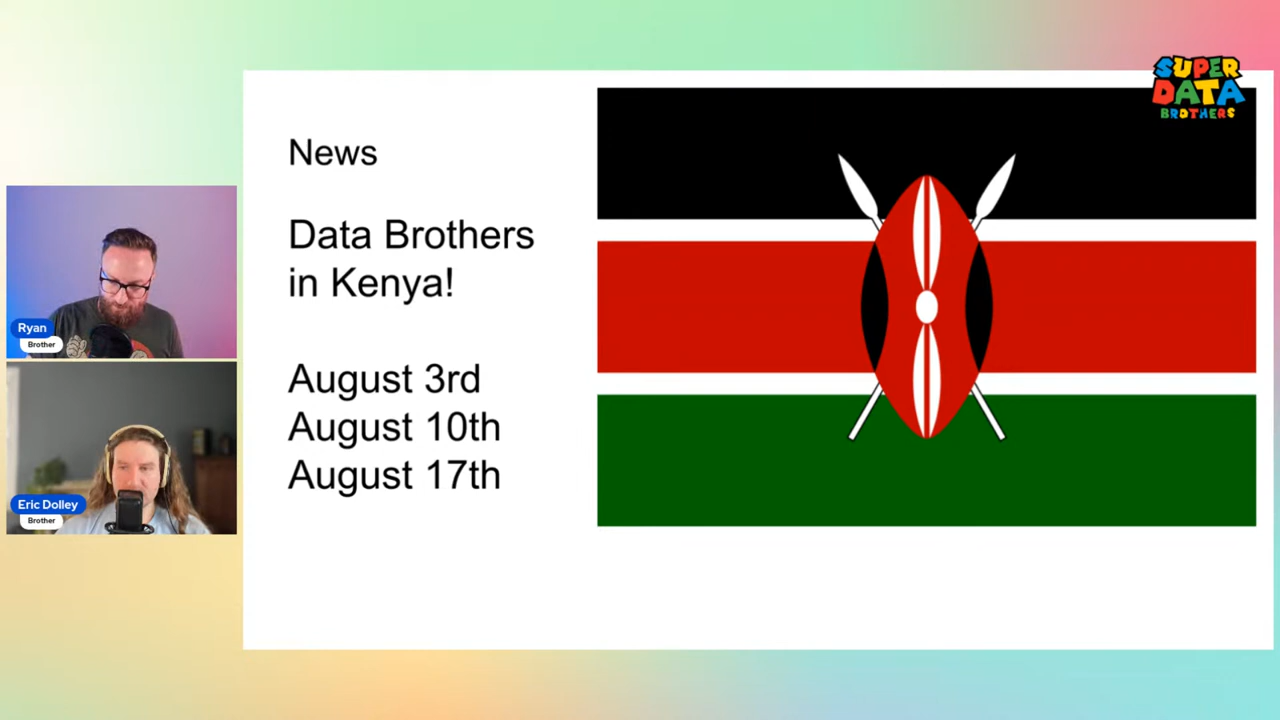 SUPER
DATA
BROTHERS
News
Data Brothers
in Kenya!
August 3rd
August 10th
August 17th
Ryan
Brother
Eric Dolley
Brother